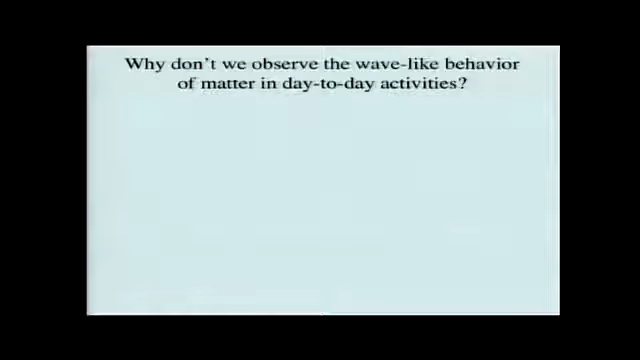 Why don't we observe the wave-like behavior
of matter in day-to-day activities?